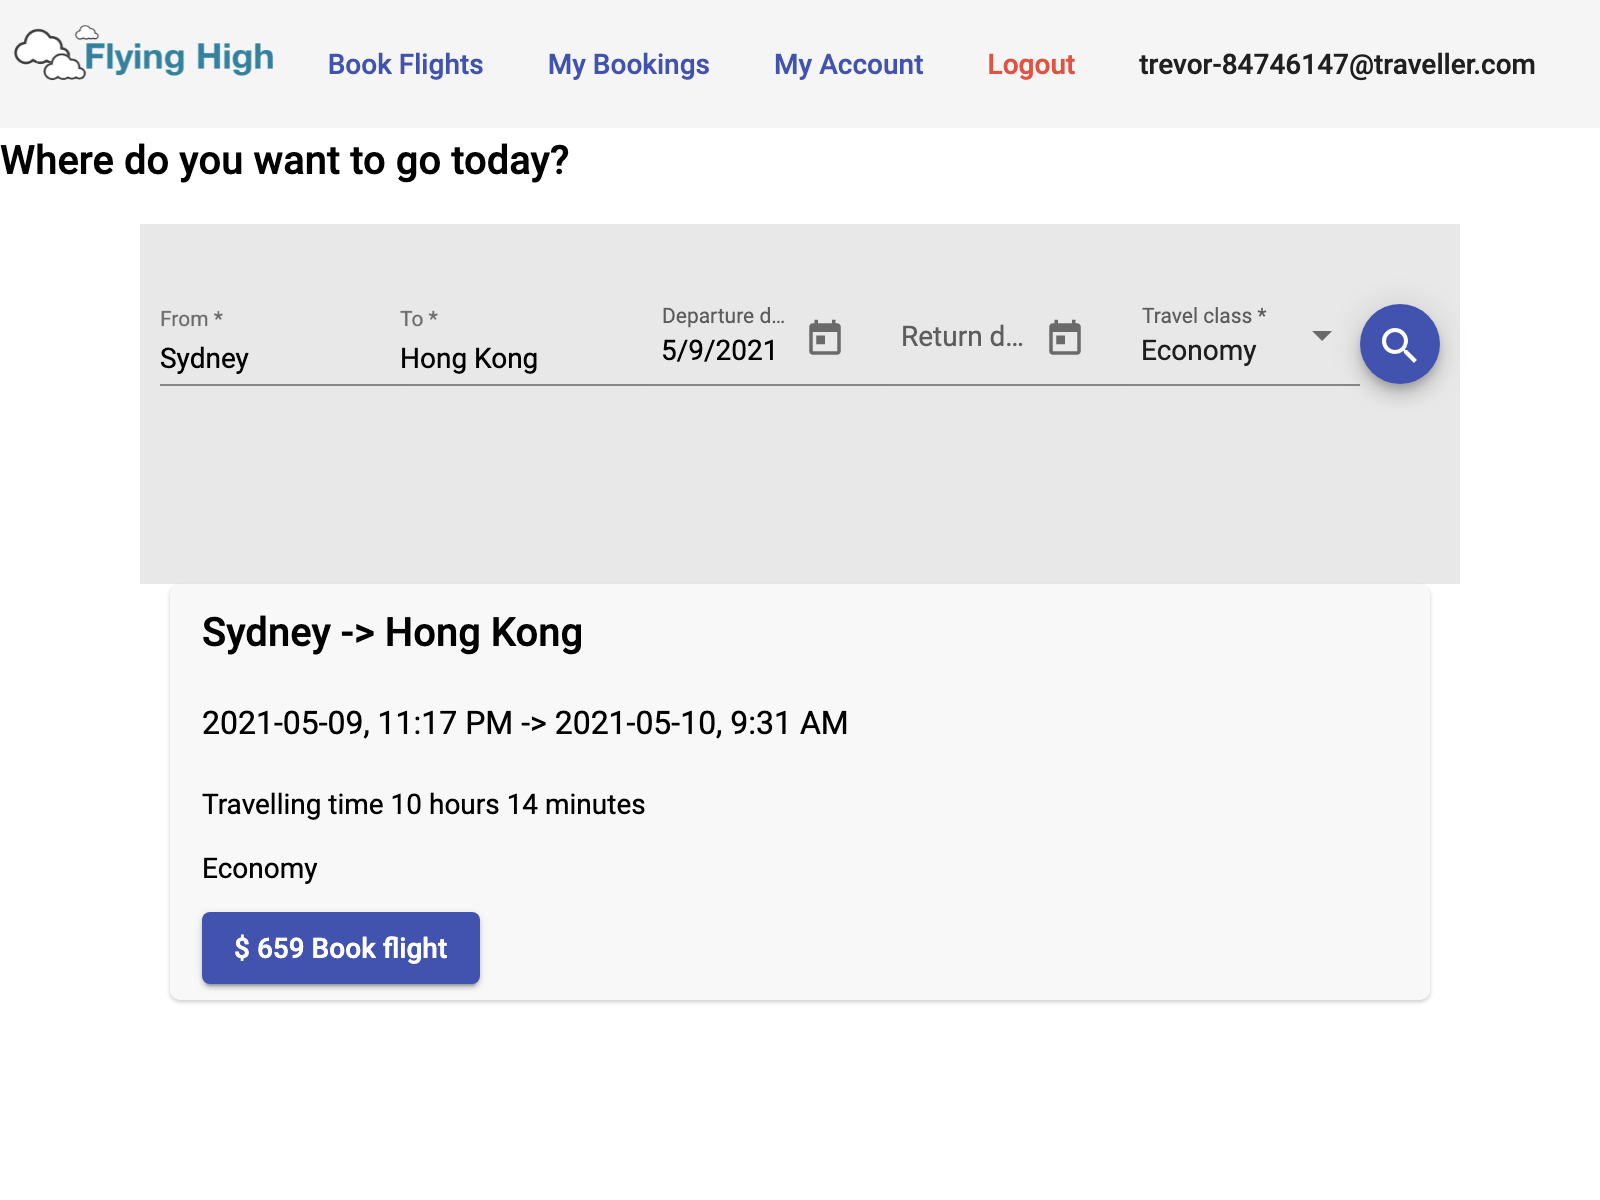 Flying High Book Flights My Bookings My Account Logout trevor-84746147@traveller.com
Where do you want to go today?
From * To * Departure d... Return d... Travel class *
Sydney Hong Kong 5/9/2021 Economy
Sydney -> Hong Kong
2021-05-09, 11:17 PM -> 2021-05-10, 9:31 AM
Travelling time 10 hours 14 minutes
Economy
$ 659 Book flight